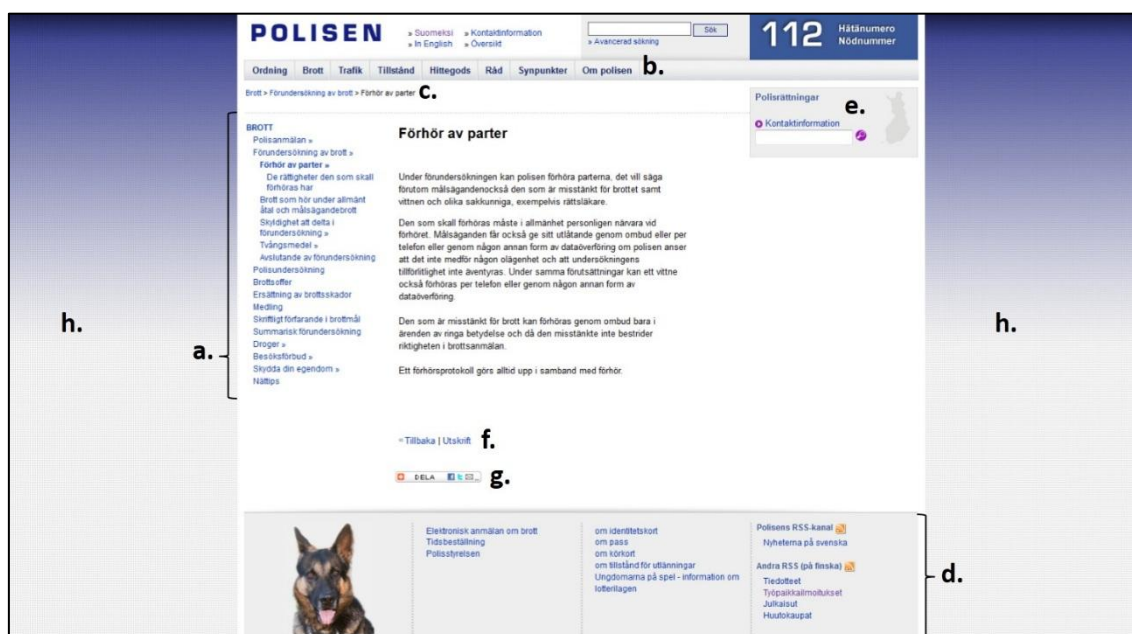 POLISEN
» Suomeksi » Kontaktinformation
» In English » Översikt
Sök
» Avancerad sökning
112 Hätänumero
Nödnummer
Ordning Brott Trafik Tillstånd Hittegods Råd Synpunkter Om polisen b.
Brott > Förundersökning av brott > Förhör av parter c.
Polisrättningar
e.
Kontaktinformation
a.
BROTT
Polisanmälan »
Förundersökning av brott »
Förhör av parter »
De rättigheter den som skall
förhöras har
Brott som hör under allmänt
åtal och målsägandebrott
Skyldighet att delta i
förundersökning »
Tvångsmedel »
Avslutande av förundersökning
Polisundersökning
Brottsoffer
Ersättning av brottsskador
Medling
Skriftligt förfarande i brottmål
Summarisk förundersökning
Droger »
Besöksförbud »
Skydda din egendom »
Nättips
Förhör av parter
Under förundersökningen kan polisen förhöra parterna, det vill säga
förutom målsägandenockså den som är misstänkt för brottet samt
vittnen och olika sakkunniga, exempelvis rättsläkare.
Den som skall förhöras måste i allmänhet personligen närvara vid
förhöret. Målsäganden får också ge sitt utlåtande genom ombud eller per
telefon eller genom någon annan form av dataöverföring om polisen anser
att det inte medför någon olägenhet och att undersökningens
tillförlitlighet inte äventyras. Under samma förutsättningar kan ett vittne
också förhöras per telefon eller genom någon annan form av
dataöverföring.
Den som är misstänkt för brott kan förhöras genom ombud bara i
ärenden av ringa betydelse och då den misstänkte inte bestrider
riktigheten i brottsanmälan.
Ett förhörsprotokoll görs alltid upp i samband med förhör.
h.
h.
Tillbaka | Utskrift f.
DELA g.
Elektronisk anmälan om brott
Tidsbeställning
Polisstyrelsen
om identitetskort
om pass
om körkort
om tillstånd för utlänningar
Ungdomarna på spel - information om
lotterilagen
Polisens RSS-kanal
Nyheterna på svenska
Andra RSS (på finska)
Tiedotteet
Työpaikkailmoitukset
Julkaisut
Huutokaupat
d.